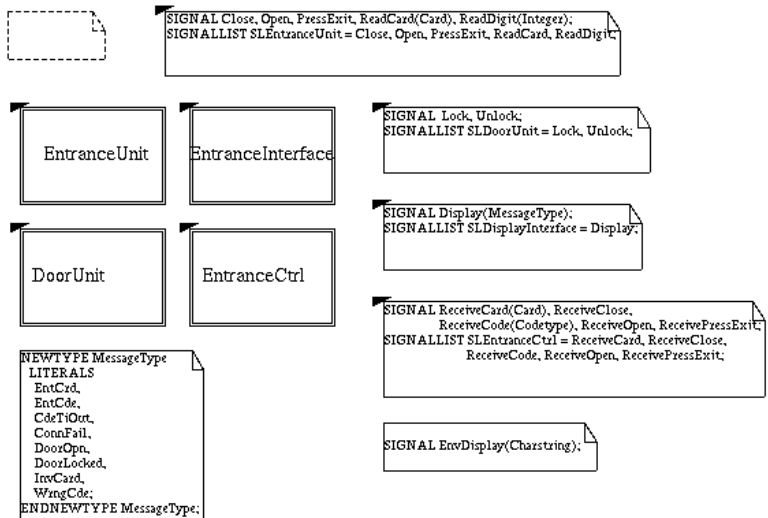 SIGNAL Close, Open, PressExit, ReadCard(Card), ReadDigit(Integer);
SIGNALLIST SLEntranceUnit = Close, Open, PressExit, ReadCard, ReadDigit;
EntranceUnit
EntranceInterface
SIGNAL Lock, Unlock;
SIGNALLIST SLDoorUnit = Lock, Unlock;
SIGNAL Display(MessageType);
SIGNALLIST SLDisplayInterface = Display;
DoorUnit
EntranceCtrl
SIGNAL ReceiveCard(Card), ReceiveClose,
ReceiveCode(Codetype), ReceiveOpen, ReceivePressExit;
SIGNALLIST SLEntranceCtrl = ReceiveCard, ReceiveClose,
ReceiveCode, ReceiveOpen, ReceivePressExit;
NEWTYPE MessageType
LITERALS
EntCrd,
EntCde,
CdeTiOut,
ConnFail,
DoorOpn,
DoorLocked,
InvCard,
WrngCde;
ENDNEWTYPE MessageType;
SIGNAL EnvDisplay(Charstring);